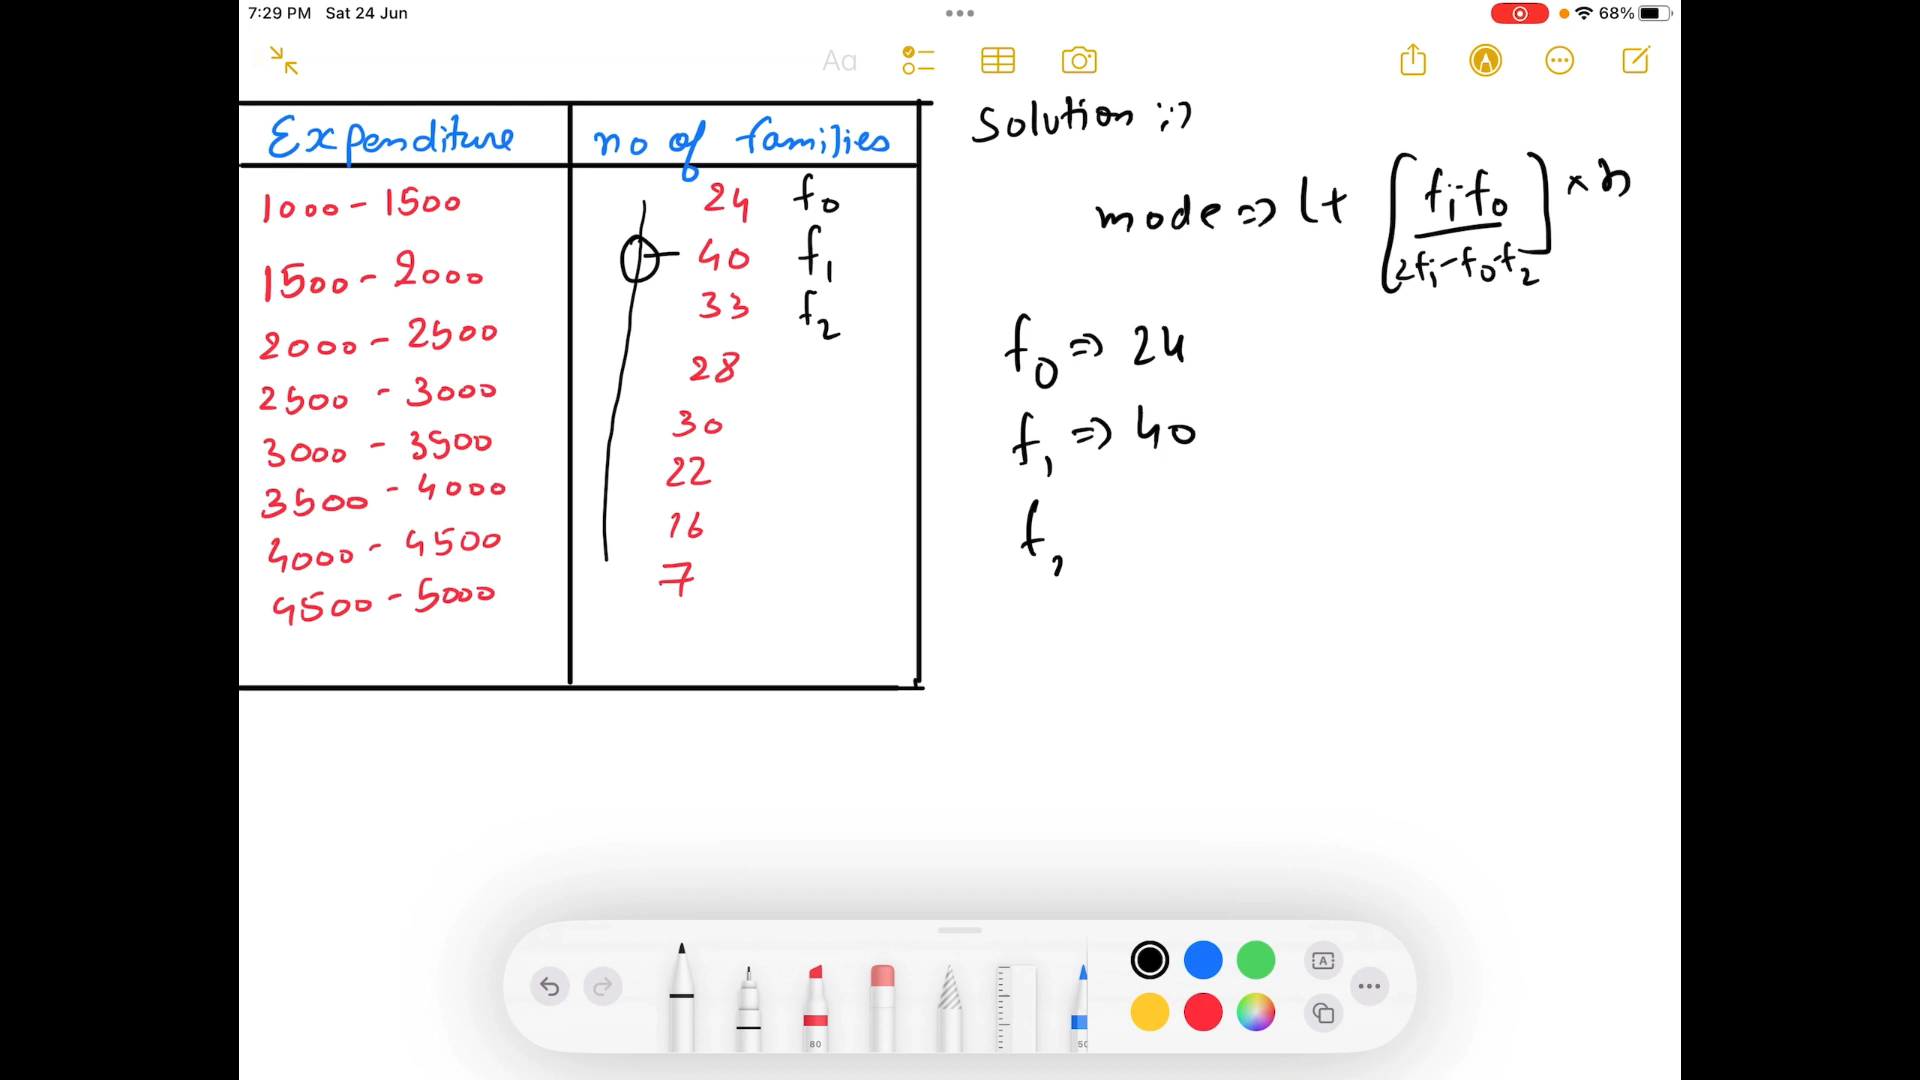 7:29 PM Sat 24 Jun
68%
Aa
Expenditure no of families
1000 - 1500 24 f0
1500 - 2000 40 f1
2000 - 2500 33 f2
2500 - 3000 28
3000 - 3500 30
3500 - 4000 22
4000 - 4500 16
4500 - 5000 7
Solution :->
mode => l + [f1-f0 / 2f1-f0-f2] × h
f0 => 24
f1 => 40
f,
80
50
A